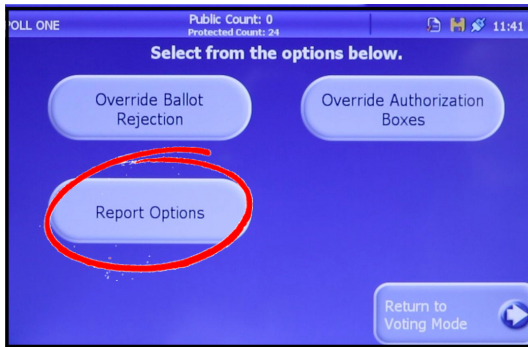 POLL ONE
Public Count: 0
Protected Count: 24
11:41
Select from the options below.
Override Ballot
Rejection
Override Authorization
Boxes
Report Options
Return to
Voting Mode